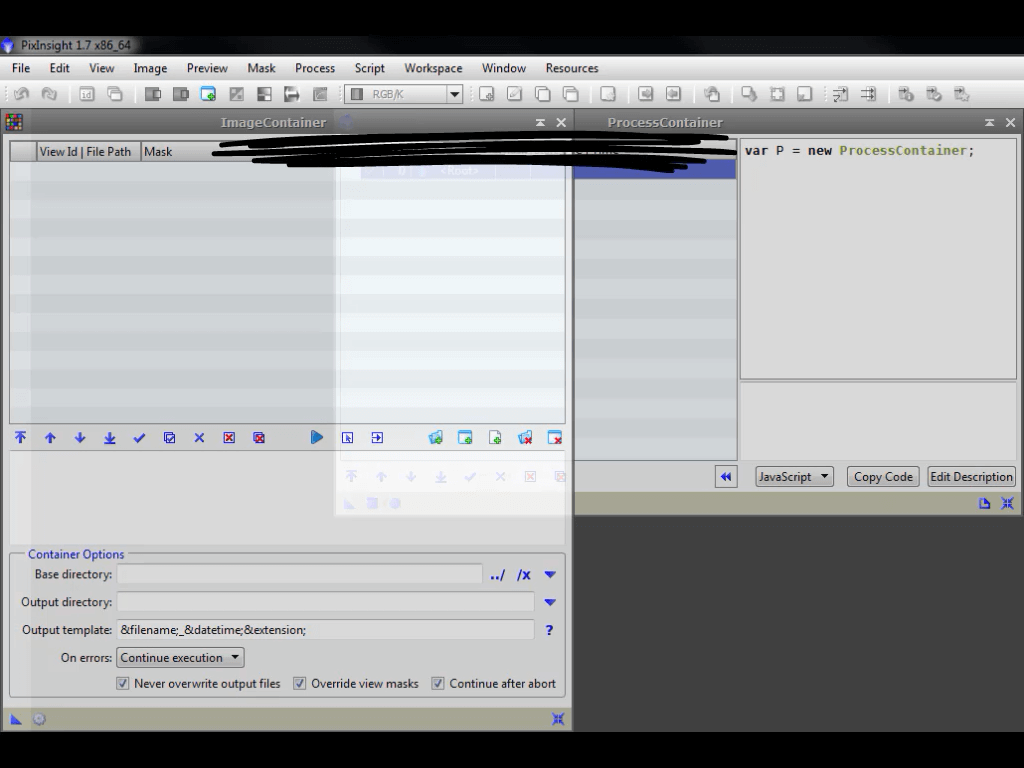 PixInsight 1.7 x86_64
File Edit View Image Preview Mask Process Script Workspace Window Resources
RGB/K
ImageContainer
ProcessContainer
View Id | File Path Mask
var P = new ProcessContainer;
0 <Root>
JavaScript Copy Code Edit Description
Container Options
Base directory: ../ /x
Output directory:
Output template: &filename;_&datetime;&extension; ?
On errors: Continue execution
Never overwrite output files Override view masks Continue after abort